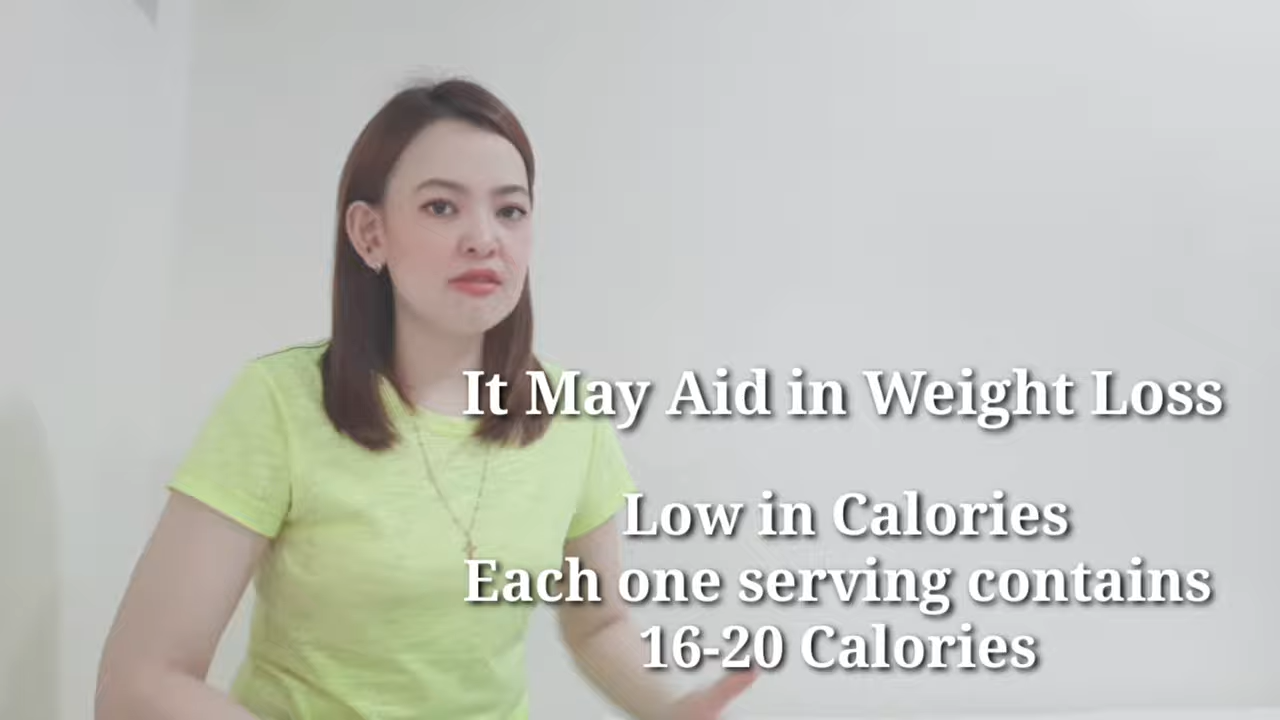 It May Aid in Weight Loss
Low in Calories
Each one serving contains
16-20 Calories